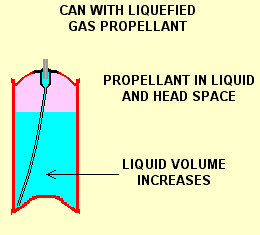 CAN WITH LIQUEFIED
GAS PROPELLANT
PROPELLANT IN LIQUID
AND HEAD SPACE
LIQUID VOLUME
INCREASES